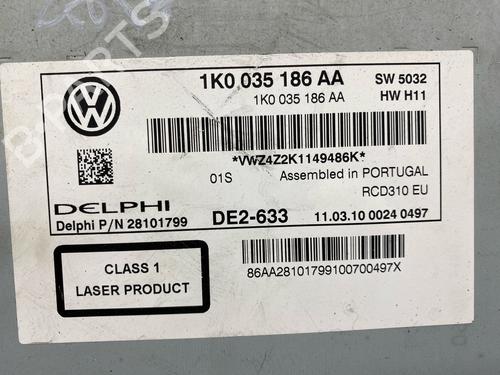 1K0 035 186 AA
SW 5032
1K0 035 186 AA
HW H11
*VWZ4Z2K1149486K*
01S
Assembled in PORTUGAL
RCD310 EU
DELPHI
DE2-633
11.03.10 0024 0497
Delphi P/N 28101799
CLASS 1
LASER PRODUCT
86AA28101799100700497X